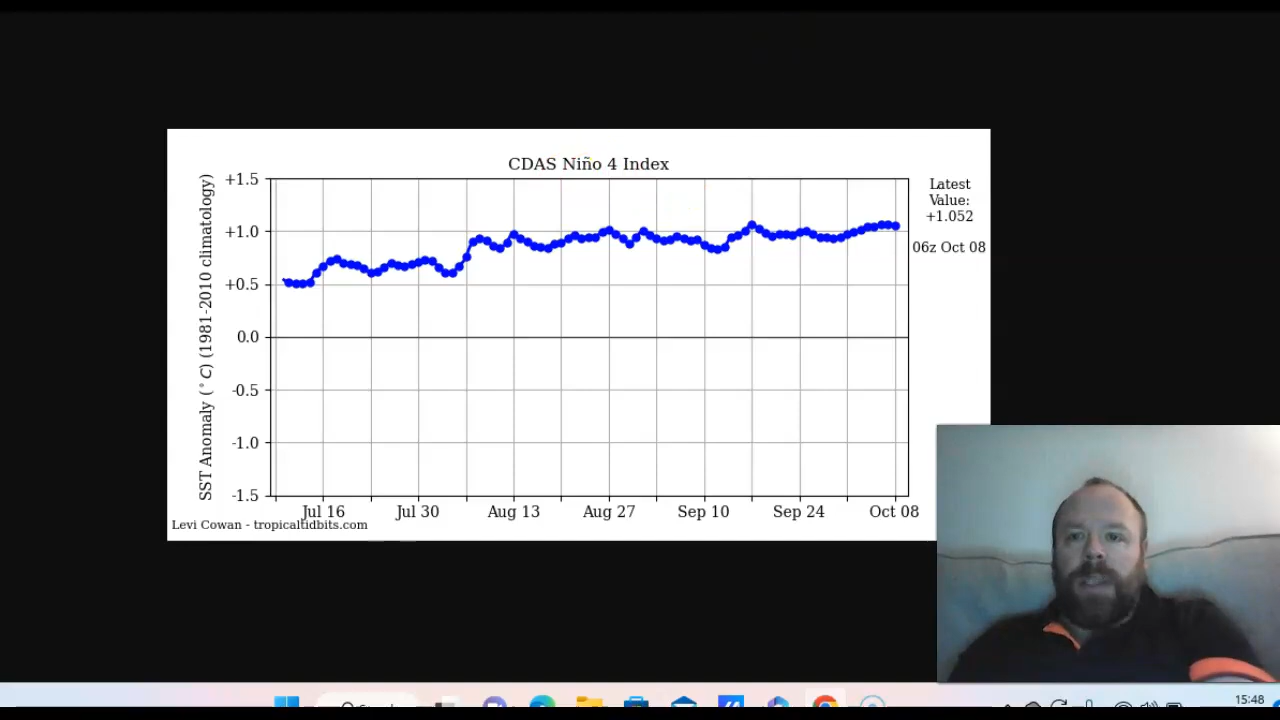 CDAS Niño 4 Index
+1.5
+1.0
+0.5
0.0
-0.5
-1.0
-1.5
SST Anomaly (°C) (1981-2010 climatology)
Jul 16
Jul 30
Aug 13
Aug 27
Sep 10
Sep 24
Oct 08
Latest
Value:
+1.052
06z Oct 08
Levi Cowan - tropicaltidbits.com
15:48